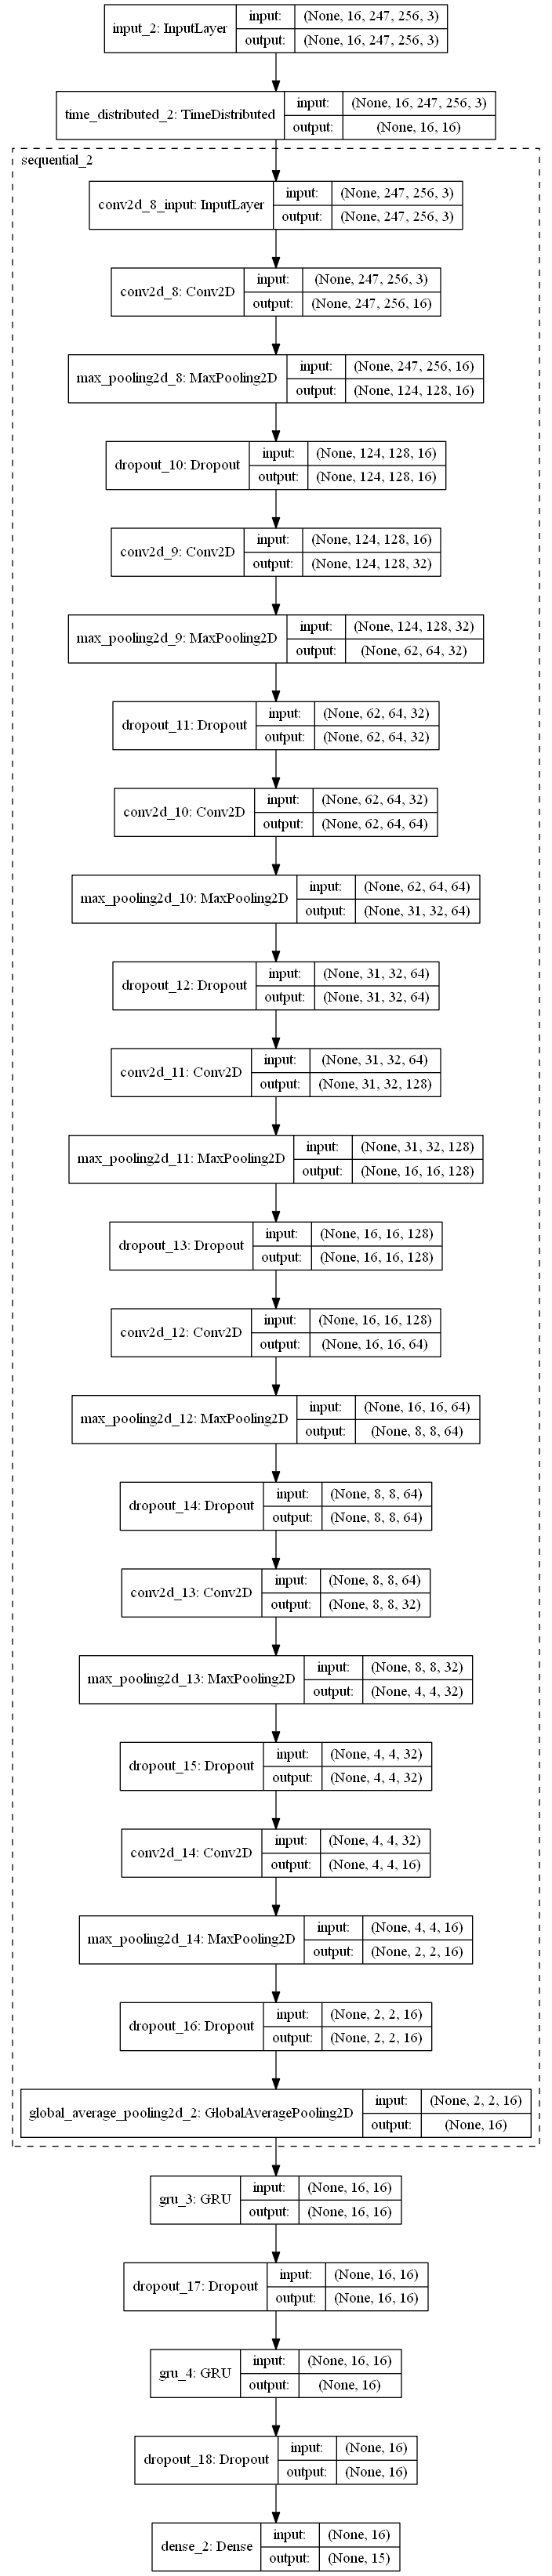 input_2: InputLayer
input: (None, 16, 247, 256, 3)
output: (None, 16, 247, 256, 3)
time_distributed_2: TimeDistributed
input: (None, 16, 247, 256, 3)
output: (None, 16, 16)
sequential_2
conv2d_8_input: InputLayer
input: (None, 247, 256, 3)
output: (None, 247, 256, 3)
conv2d_8: Conv2D
input: (None, 247, 256, 3)
output: (None, 247, 256, 16)
max_pooling2d_8: MaxPooling2D
input: (None, 247, 256, 16)
output: (None, 124, 128, 16)
dropout_10: Dropout
input: (None, 124, 128, 16)
output: (None, 124, 128, 16)
conv2d_9: Conv2D
input: (None, 124, 128, 16)
output: (None, 124, 128, 32)
max_pooling2d_9: MaxPooling2D
input: (None, 124, 128, 32)
output: (None, 62, 64, 32)
dropout_11: Dropout
input: (None, 62, 64, 32)
output: (None, 62, 64, 32)
conv2d_10: Conv2D
input: (None, 62, 64, 32)
output: (None, 62, 64, 64)
max_pooling2d_10: MaxPooling2D
input: (None, 62, 64, 64)
output: (None, 31, 32, 64)
dropout_12: Dropout
input: (None, 31, 32, 64)
output: (None, 31, 32, 64)
conv2d_11: Conv2D
input: (None, 31, 32, 64)
output: (None, 31, 32, 128)
max_pooling2d_11: MaxPooling2D
input: (None, 31, 32, 128)
output: (None, 16, 16, 128)
dropout_13: Dropout
input: (None, 16, 16, 128)
output: (None, 16, 16, 128)
conv2d_12: Conv2D
input: (None, 16, 16, 128)
output: (None, 16, 16, 64)
max_pooling2d_12: MaxPooling2D
input: (None, 16, 16, 64)
output: (None, 8, 8, 64)
dropout_14: Dropout
input: (None, 8, 8, 64)
output: (None, 8, 8, 64)
conv2d_13: Conv2D
input: (None, 8, 8, 64)
output: (None, 8, 8, 32)
max_pooling2d_13: MaxPooling2D
input: (None, 8, 8, 32)
output: (None, 4, 4, 32)
dropout_15: Dropout
input: (None, 4, 4, 32)
output: (None, 4, 4, 32)
conv2d_14: Conv2D
input: (None, 4, 4, 32)
output: (None, 4, 4, 16)
max_pooling2d_14: MaxPooling2D
input: (None, 4, 4, 16)
output: (None, 2, 2, 16)
dropout_16: Dropout
input: (None, 2, 2, 16)
output: (None, 2, 2, 16)
global_average_pooling2d_2: GlobalAveragePooling2D
input: (None, 2, 2, 16)
output: (None, 16)
gru_3: GRU
input: (None, 16, 16)
output: (None, 16, 16)
dropout_17: Dropout
input: (None, 16, 16)
output: (None, 16, 16)
gru_4: GRU
input: (None, 16, 16)
output: (None, 16)
dropout_18: Dropout
input: (None, 16)
output: (None, 16)
dense_2: Dense
input: (None, 16)
output: (None, 15)